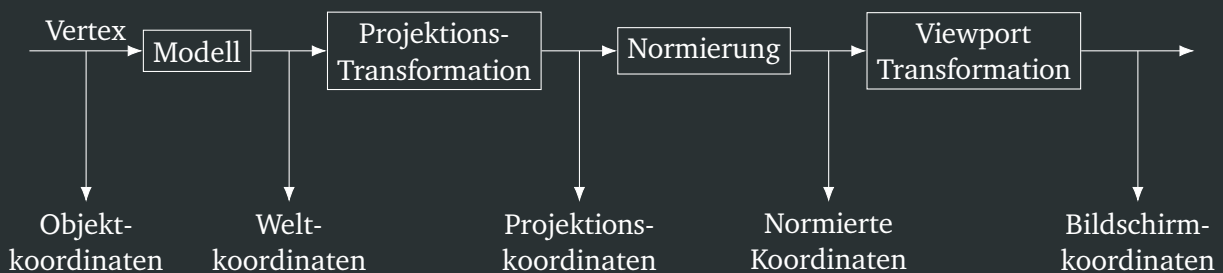 Vertex
Modell
Projektions-
Transformation
Normierung
Viewport
Transformation
Objekt-
koordinaten
Welt-
koordinaten
Projektions-
koordinaten
Normierte
Koordinaten
Bildschirm-
koordinaten